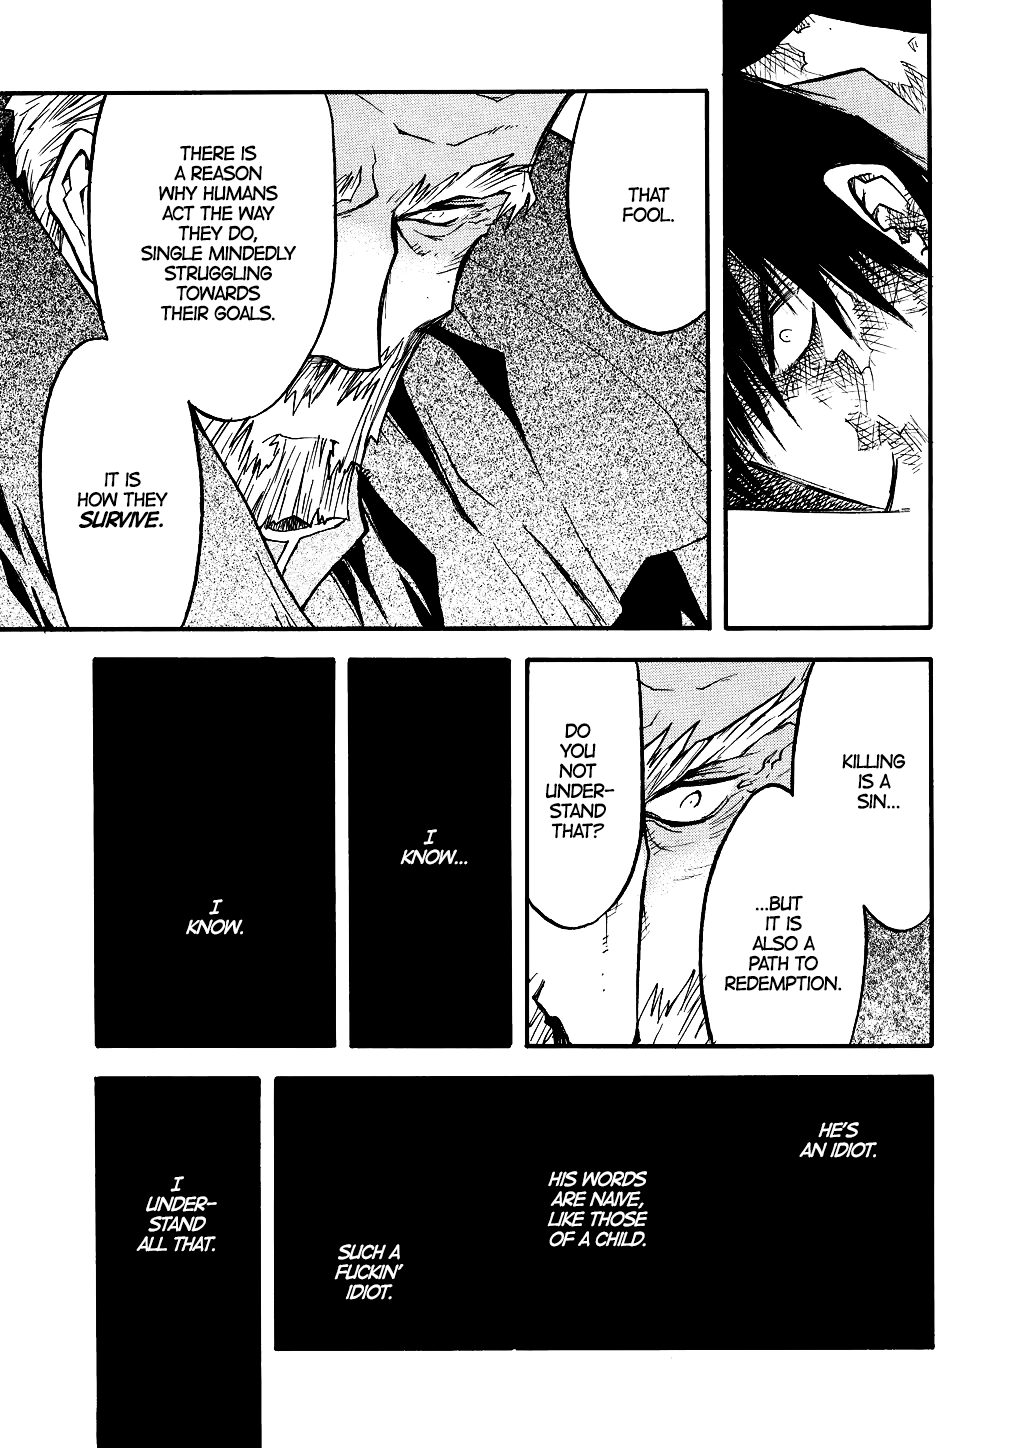 THAT
FOOL.
THERE IS
A REASON
WHY HUMANS
ACT THE WAY
THEY DO,
SINGLE MINDEDLY
STRUGGLING
TOWARDS
THEIR GOALS.
IT IS
HOW THEY
SURVIVE.
KILLING
IS A
SIN...
...BUT
IT IS
ALSO A
PATH TO
REDEMPTION.
DO
YOU
NOT
UNDER-
STAND
THAT?
I
KNOW...
I
KNOW.
HE'S
AN IDIOT.
HIS WORDS
ARE NAIVE,
LIKE THOSE
OF A CHILD.
SUCH A
FUCKIN'
IDIOT.
I
UNDER-
STAND
ALL THAT.